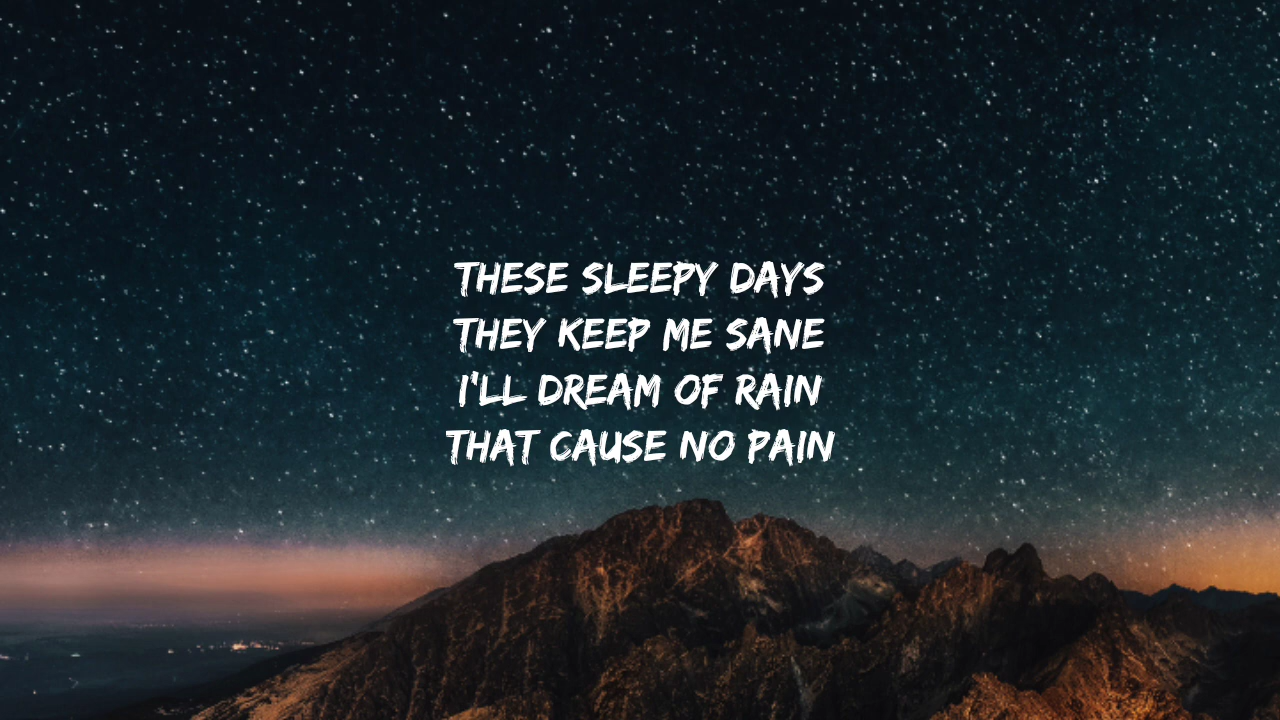 THESE SLEEPY DAYS
THEY KEEP ME SANE
I'LL DREAM OF RAIN
THAT CAUSE NO PAIN